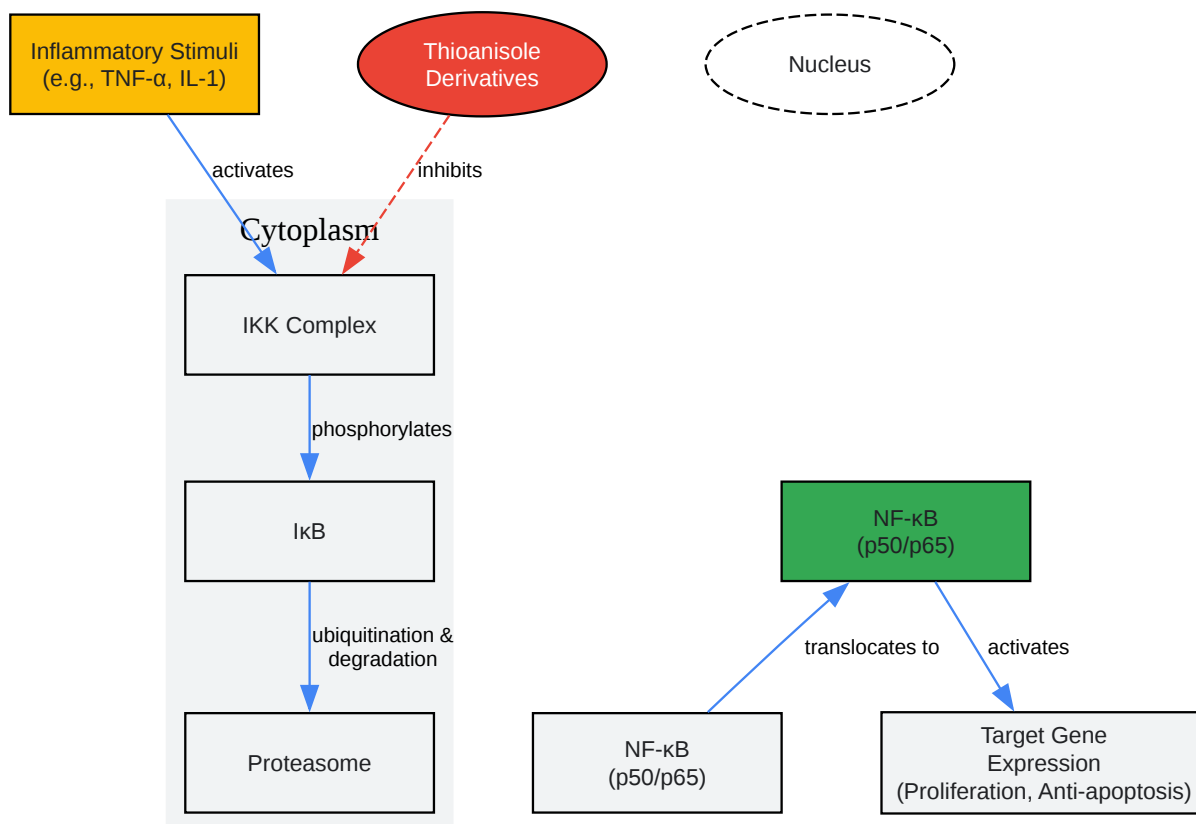 Inflammatory Stimuli
(e.g., TNF-α, IL-1)
Thioanisole
Derivatives
Nucleus
activates
inhibits
Cytoplasm
IKK Complex
phosphorylates
IκB
NF-κB
(p50/p65)
ubiquitination &
degradation
translocates to
activates
Proteasome
NF-κB
(p50/p65)
Target Gene
Expression
(Proliferation, Anti-apoptosis)